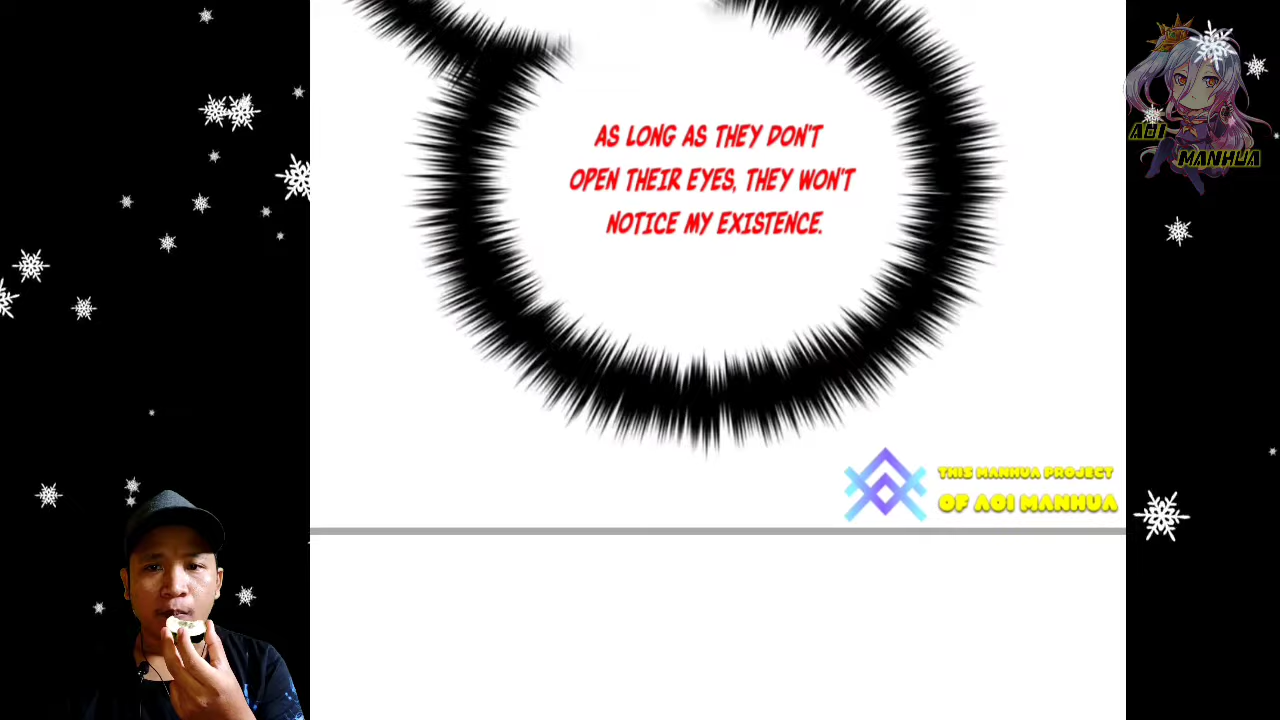 AS LONG AS THEY DON'T
OPEN THEIR EYES, THEY WON'T
NOTICE MY EXISTENCE.
AOI
MANHUA
THIS MANHUA PROJECT
OF AOI MANHUA